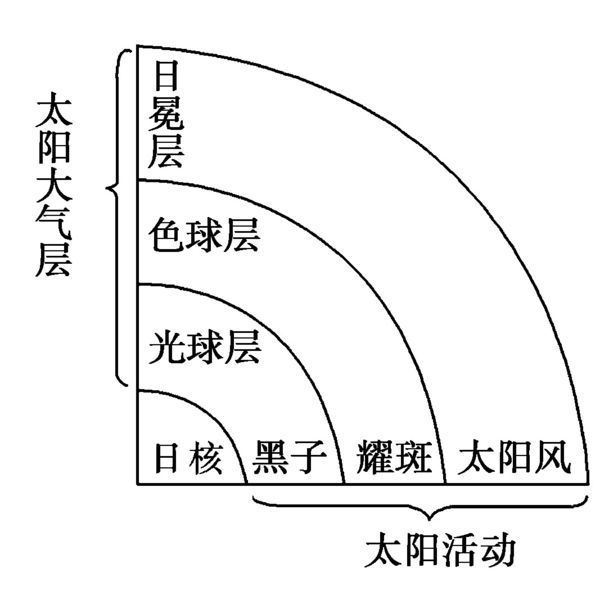 太阳大气层
日冕层
色球层
光球层
日核 黑子 耀斑 太阳风
太阳活动